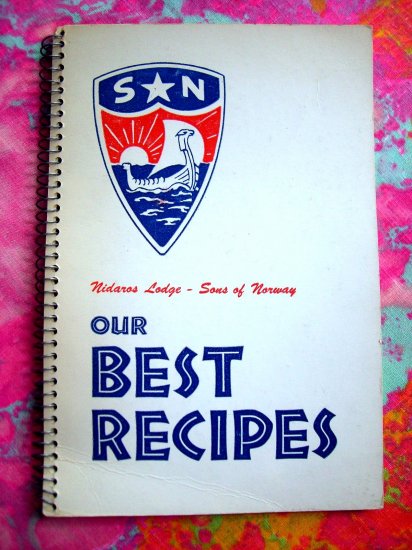 S★N
Nidaros Lodge - Sons of Norway
OUR
BEST
RECIPES